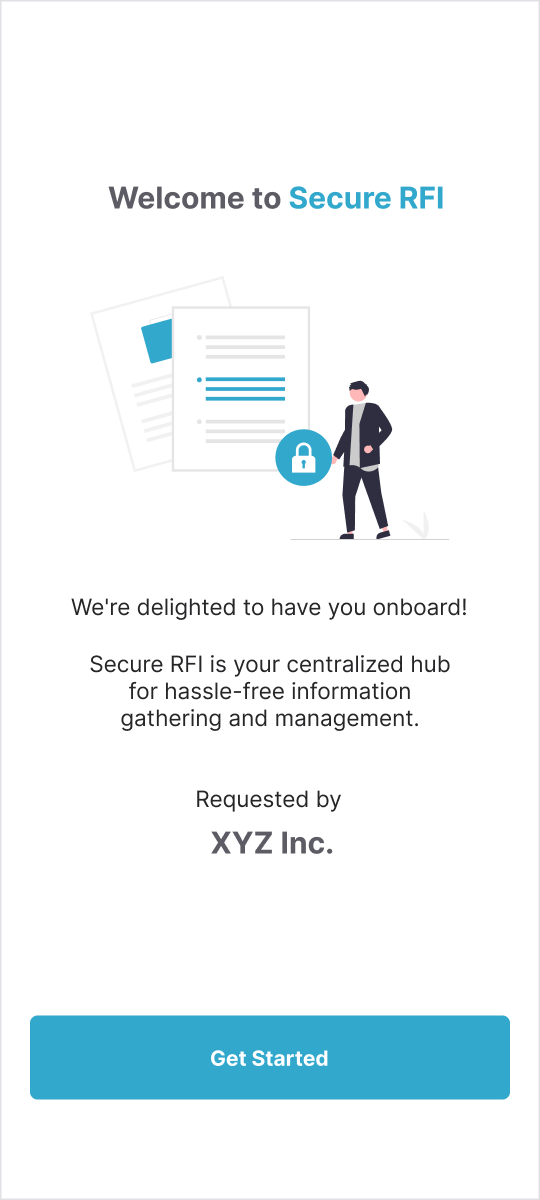 Welcome to Secure RFI
We're delighted to have you onboard!
Secure RFI is your centralized hub
for hassle-free information
gathering and management.
Requested by
XYZ Inc.
Get Started